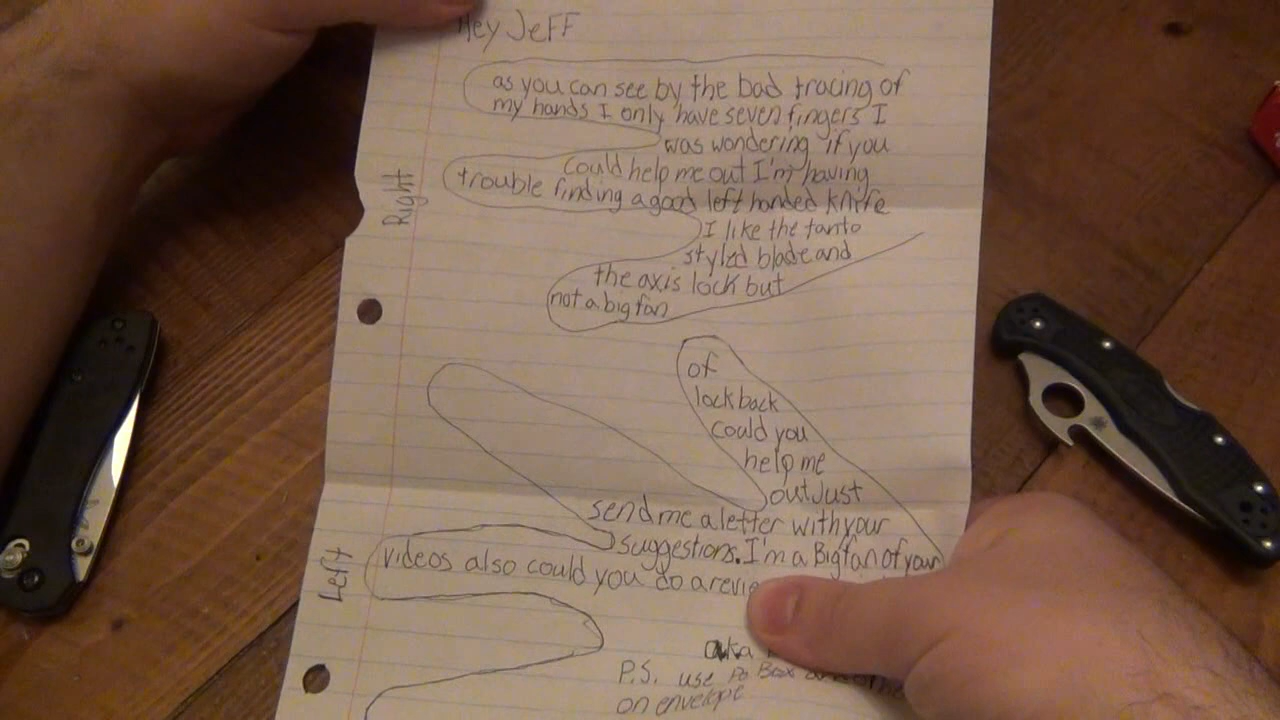 Hey Jeff
as you can see by the bad tracing of
my hands I only have seven fingers I
was wondering if you
could help me out I'm having
trouble finding a good left handed knife
I like the tanto
styled blade and
the axis lock but
not a big fan
of
lock back
could you
help me
out Just
send me a letter with your
suggestions. I'm a Big fan of your
videos also could you do a revie
aka
P.S. use Po Box
on envelope
Right
Left